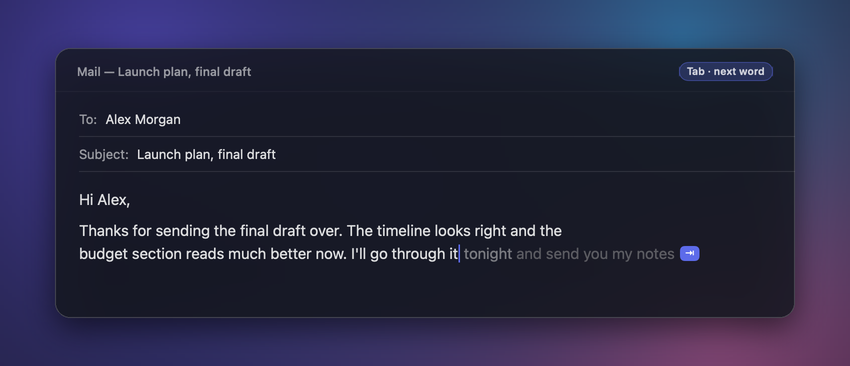 Mail — Launch plan, final draft
Tab · next word
To: Alex Morgan
Subject: Launch plan, final draft
Hi Alex,
Thanks for sending the final draft over. The timeline looks right and the
budget section reads much better now. I'll go through it tonight and send you my notes ⇥